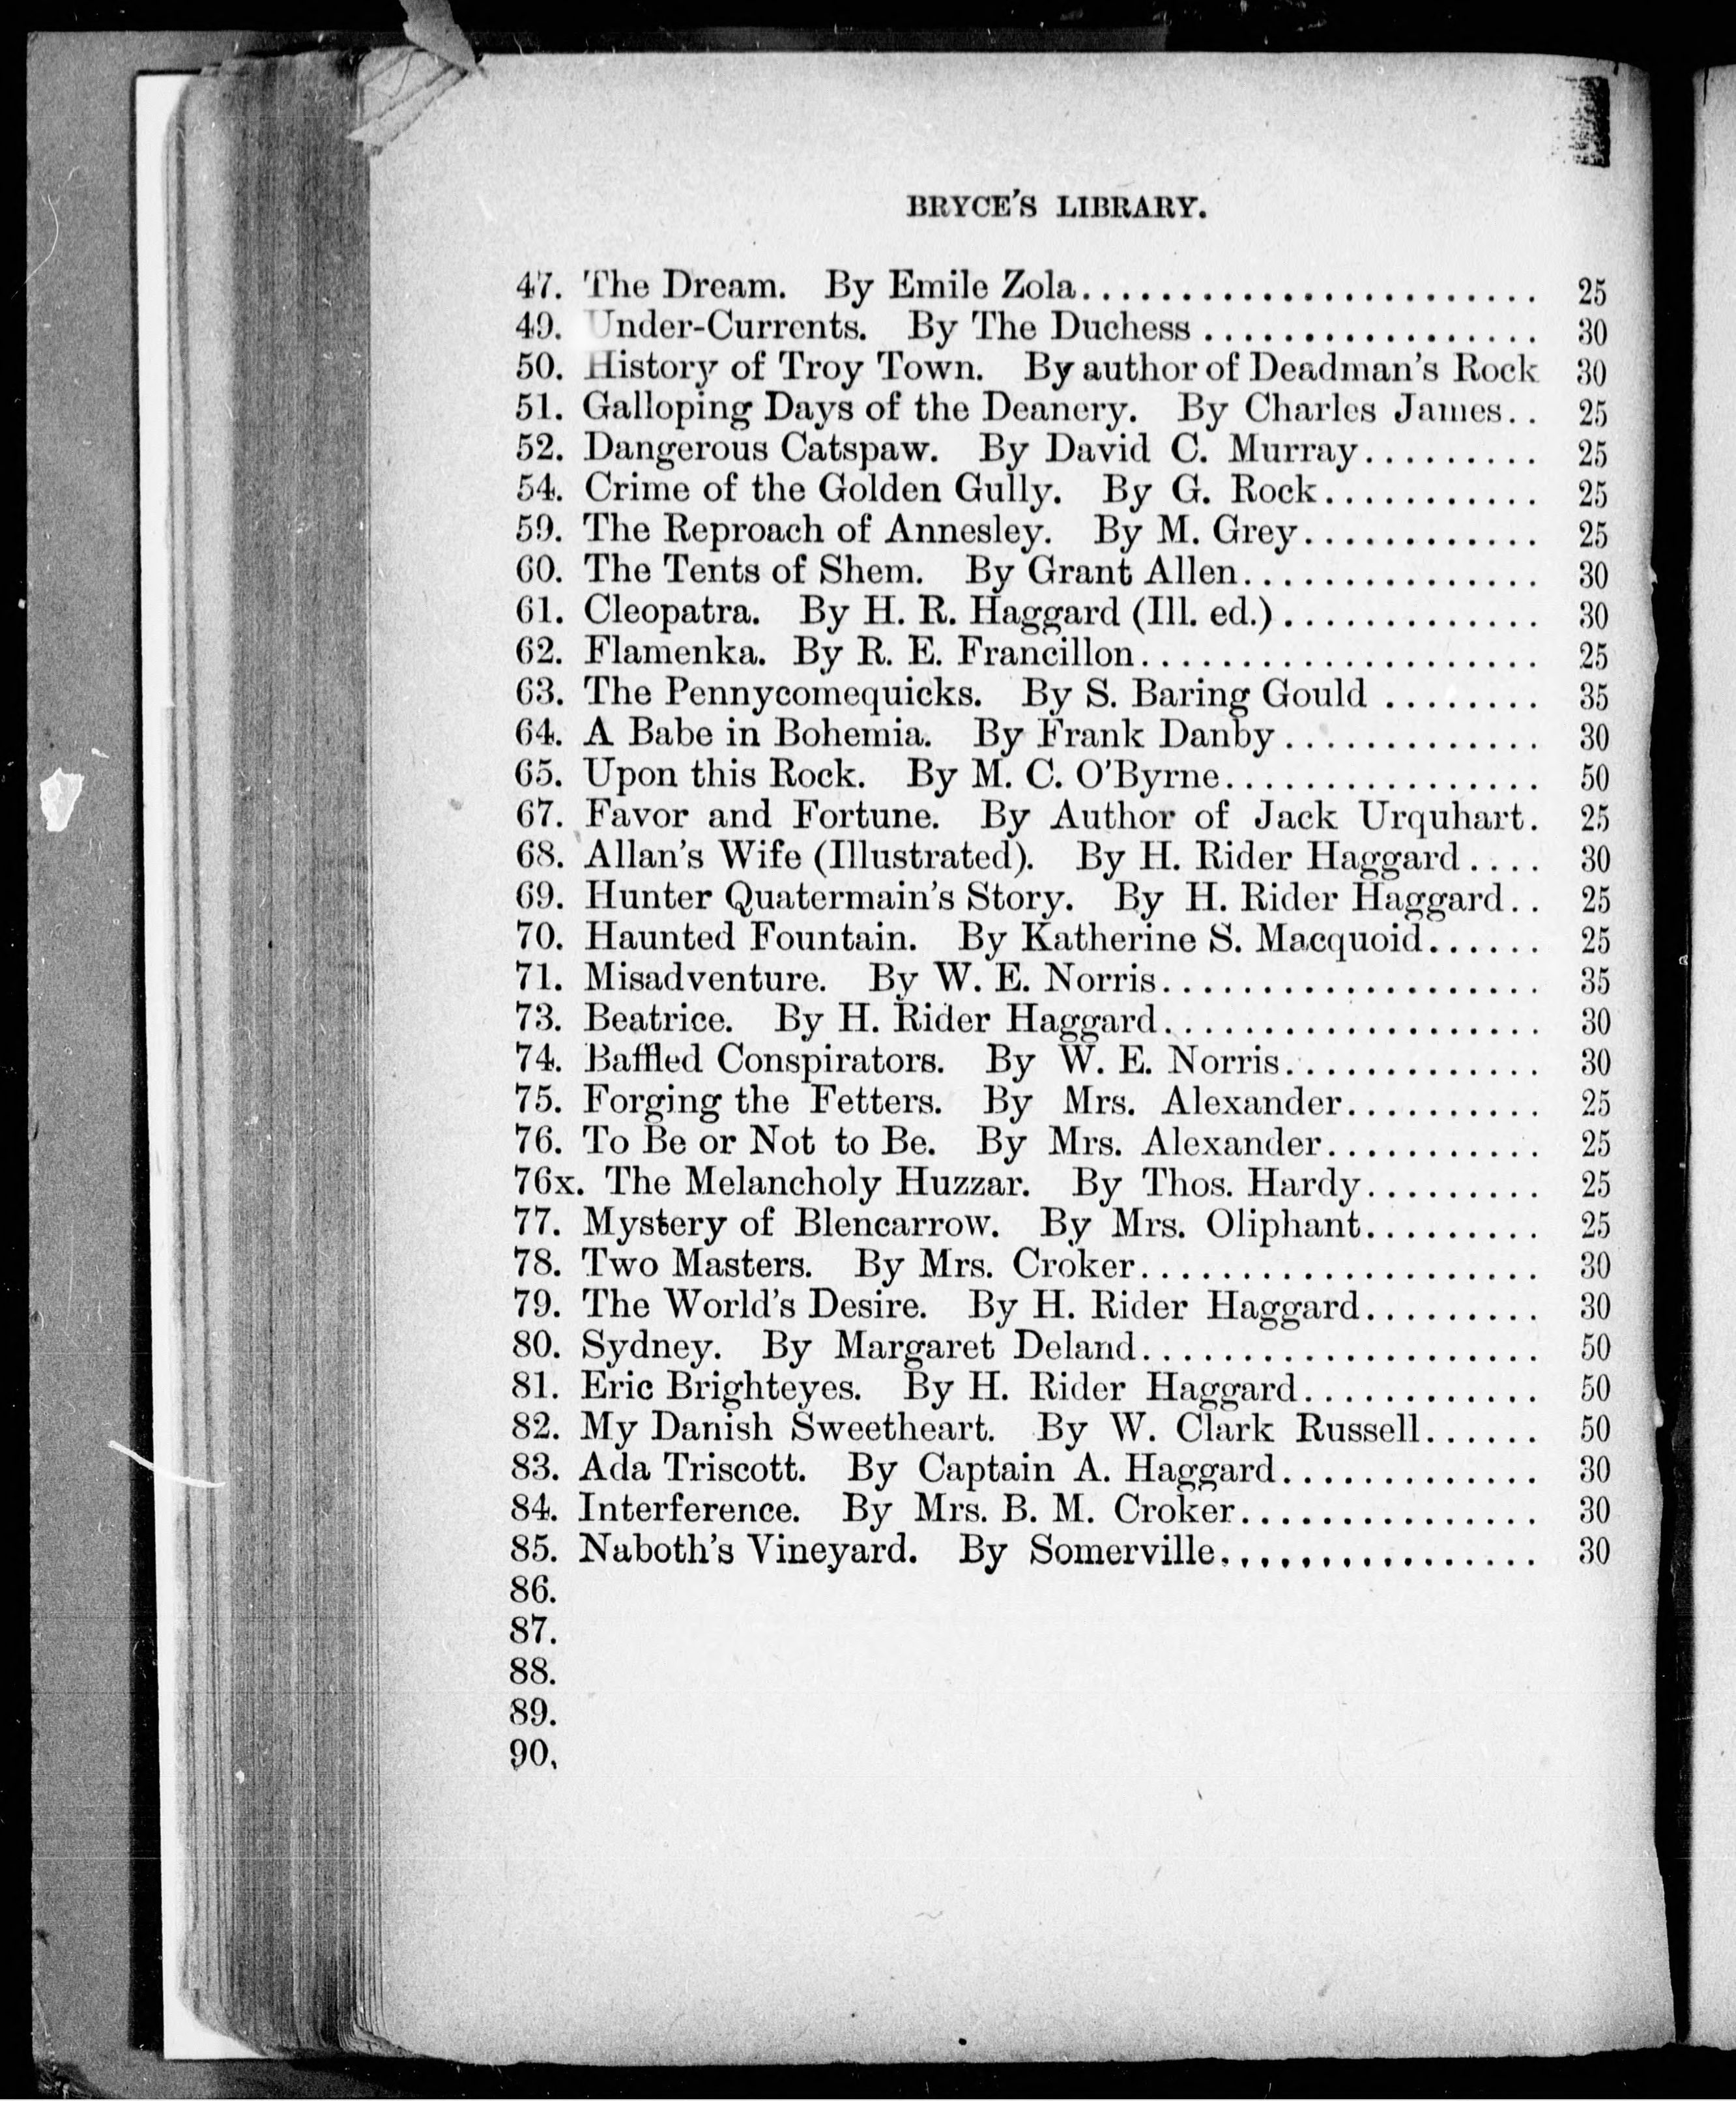 BRYCE'S LIBRARY.
47. The Dream. By Emile Zola....................... 25
49. Under-Currents. By The Duchess ................. 30
50. History of Troy Town. By author of Deadman's Rock 30
51. Galloping Days of the Deanery. By Charles James.. 25
52. Dangerous Catspaw. By David C. Murray......... 25
54. Crime of the Golden Gully. By G. Rock........... 25
59. The Reproach of Annesley. By M. Grey............ 25
60. The Tents of Shem. By Grant Allen............... 30
61. Cleopatra. By H. R. Haggard (Ill. ed.)............. 30
62. Flamenka. By R. E. Francillon.................... 25
63. The Pennycomequicks. By S. Baring Gould ........ 35
64. A Babe in Bohemia. By Frank Danby............. 30
65. Upon this Rock. By M. C. O'Byrne................ 50
67. Favor and Fortune. By Author of Jack Urquhart. 25
68. Allan's Wife (Illustrated). By H. Rider Haggard.... 30
69. Hunter Quatermain's Story. By H. Rider Haggard.. 25
70. Haunted Fountain. By Katherine S. Macquoid...... 25
71. Misadventure. By W. E. Norris................... 35
73. Beatrice. By H. Rider Haggard................... 30
74. Baffled Conspirators. By W. E. Norris............. 30
75. Forging the Fetters. By Mrs. Alexander.......... 25
76. To Be or Not to Be. By Mrs. Alexander........... 25
76x. The Melancholy Huzzar. By Thos. Hardy......... 25
77. Mystery of Blencarrow. By Mrs. Oliphant......... 25
78. Two Masters. By Mrs. Croker.................... 30
79. The World's Desire. By H. Rider Haggard......... 30
80. Sydney. By Margaret Deland.................... 50
81. Eric Brighteyes. By H. Rider Haggard............ 50
82. My Danish Sweetheart. By W. Clark Russell...... 50
83. Ada Triscott. By Captain A. Haggard............. 30
84. Interference. By Mrs. B. M. Croker............... 30
85. Naboth's Vineyard. By Somerville................ 30
86.
87.
88.
89.
90.